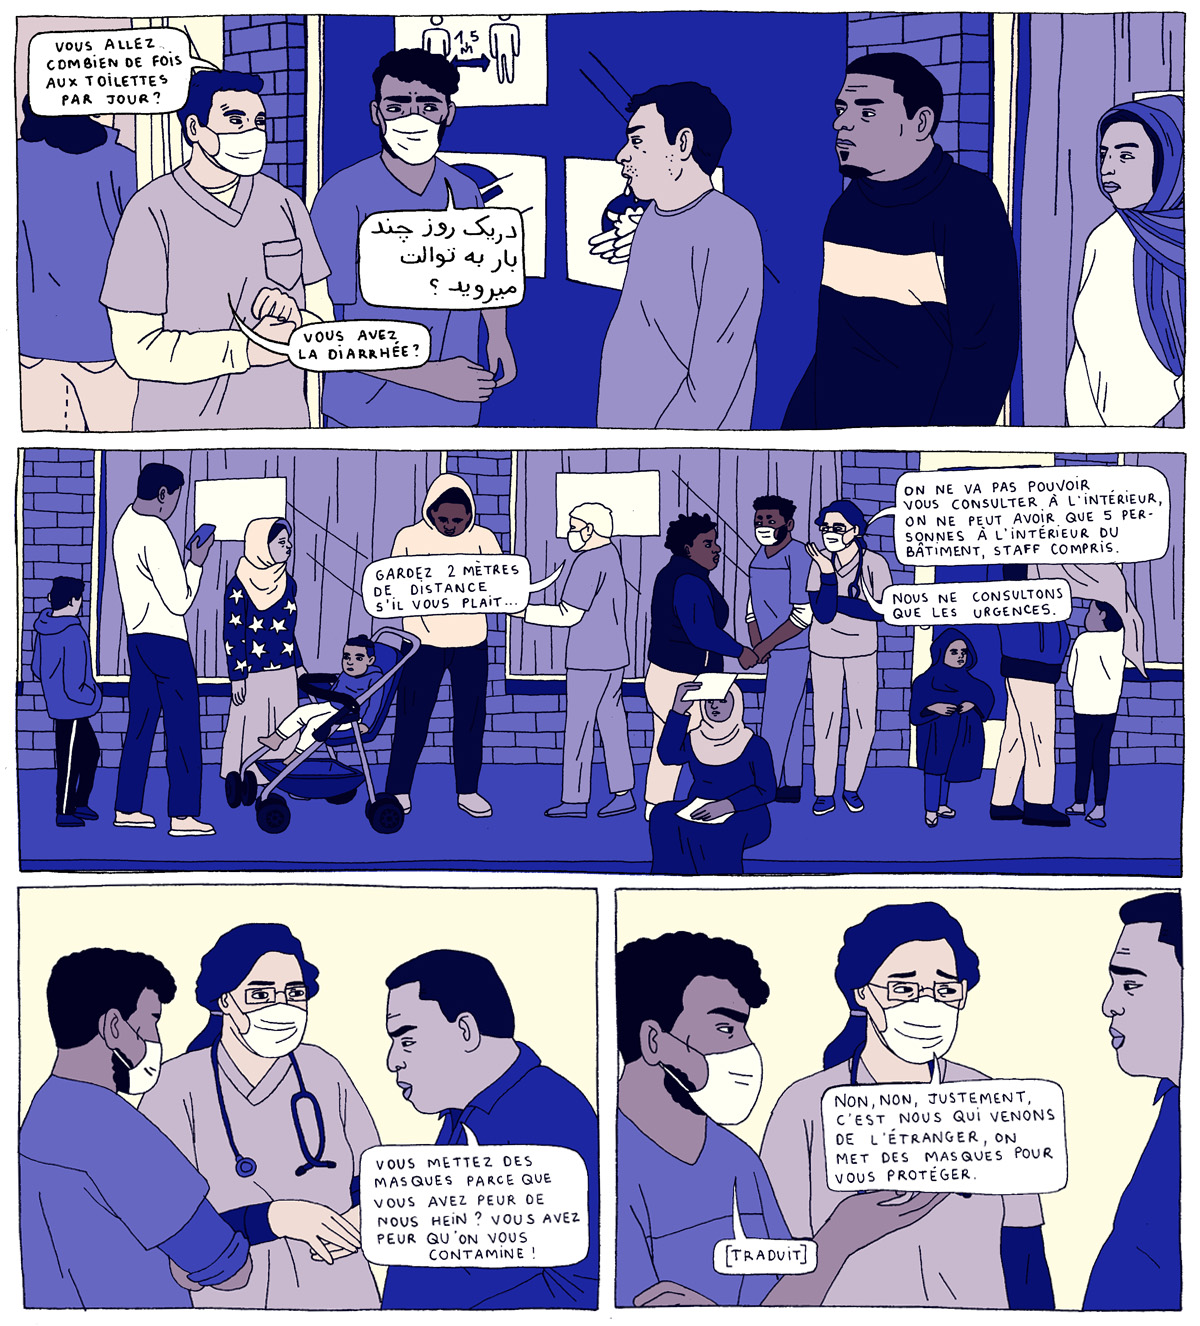 VOUS ALLEZ
COMBIEN DE FOIS
AUX TOILETTES
PAR JOUR?
1,5
M
دریک روز چند
بار به توالت
میروید ؟
VOUS AVEZ
LA DIARRHÉE?
GARDEZ 2 MÈTRES
DE DISTANCE
S'IL VOUS PLAIT...
ON NE VA PAS POUVOIR
VOUS CONSULTER À L'INTÉRIEUR,
ON NE PEUT AVOIR QUE 5 PER-
SONNES À L'INTÉRIEUR DU
BÂTIMENT, STAFF COMPRIS.
NOUS NE CONSULTONS
QUE LES URGENCES.
VOUS METTEZ DES
MASQUES PARCE QUE
VOUS AVEZ PEUR DE
NOUS HEIN? VOUS AVEZ
PEUR QU'ON VOUS
CONTAMINE!
NON, NON, JUSTEMENT,
C'EST NOUS QUI VENONS
DE L'ÉTRANGER, ON
MET DES MASQUES POUR
VOUS PROTÉGER.
[TRADUIT]